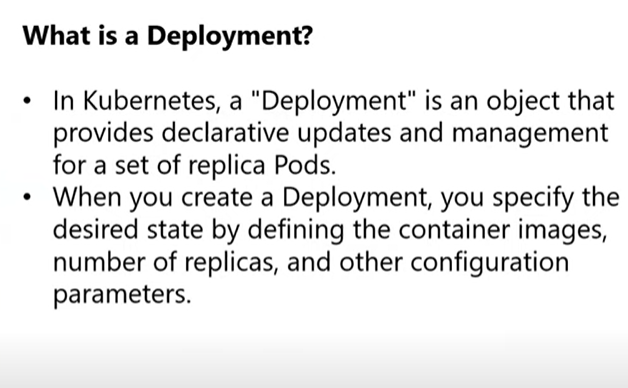 What is a Deployment?
• In Kubernetes, a "Deployment" is an object that
provides declarative updates and management
for a set of replica Pods.
• When you create a Deployment, you specify the
desired state by defining the container images,
number of replicas, and other configuration
parameters.